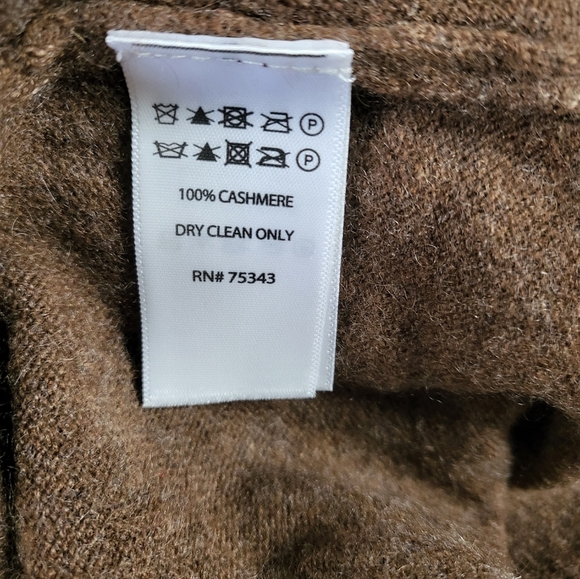 P
P
100% CASHMERE
DRY CLEAN ONLY
RN# 75343